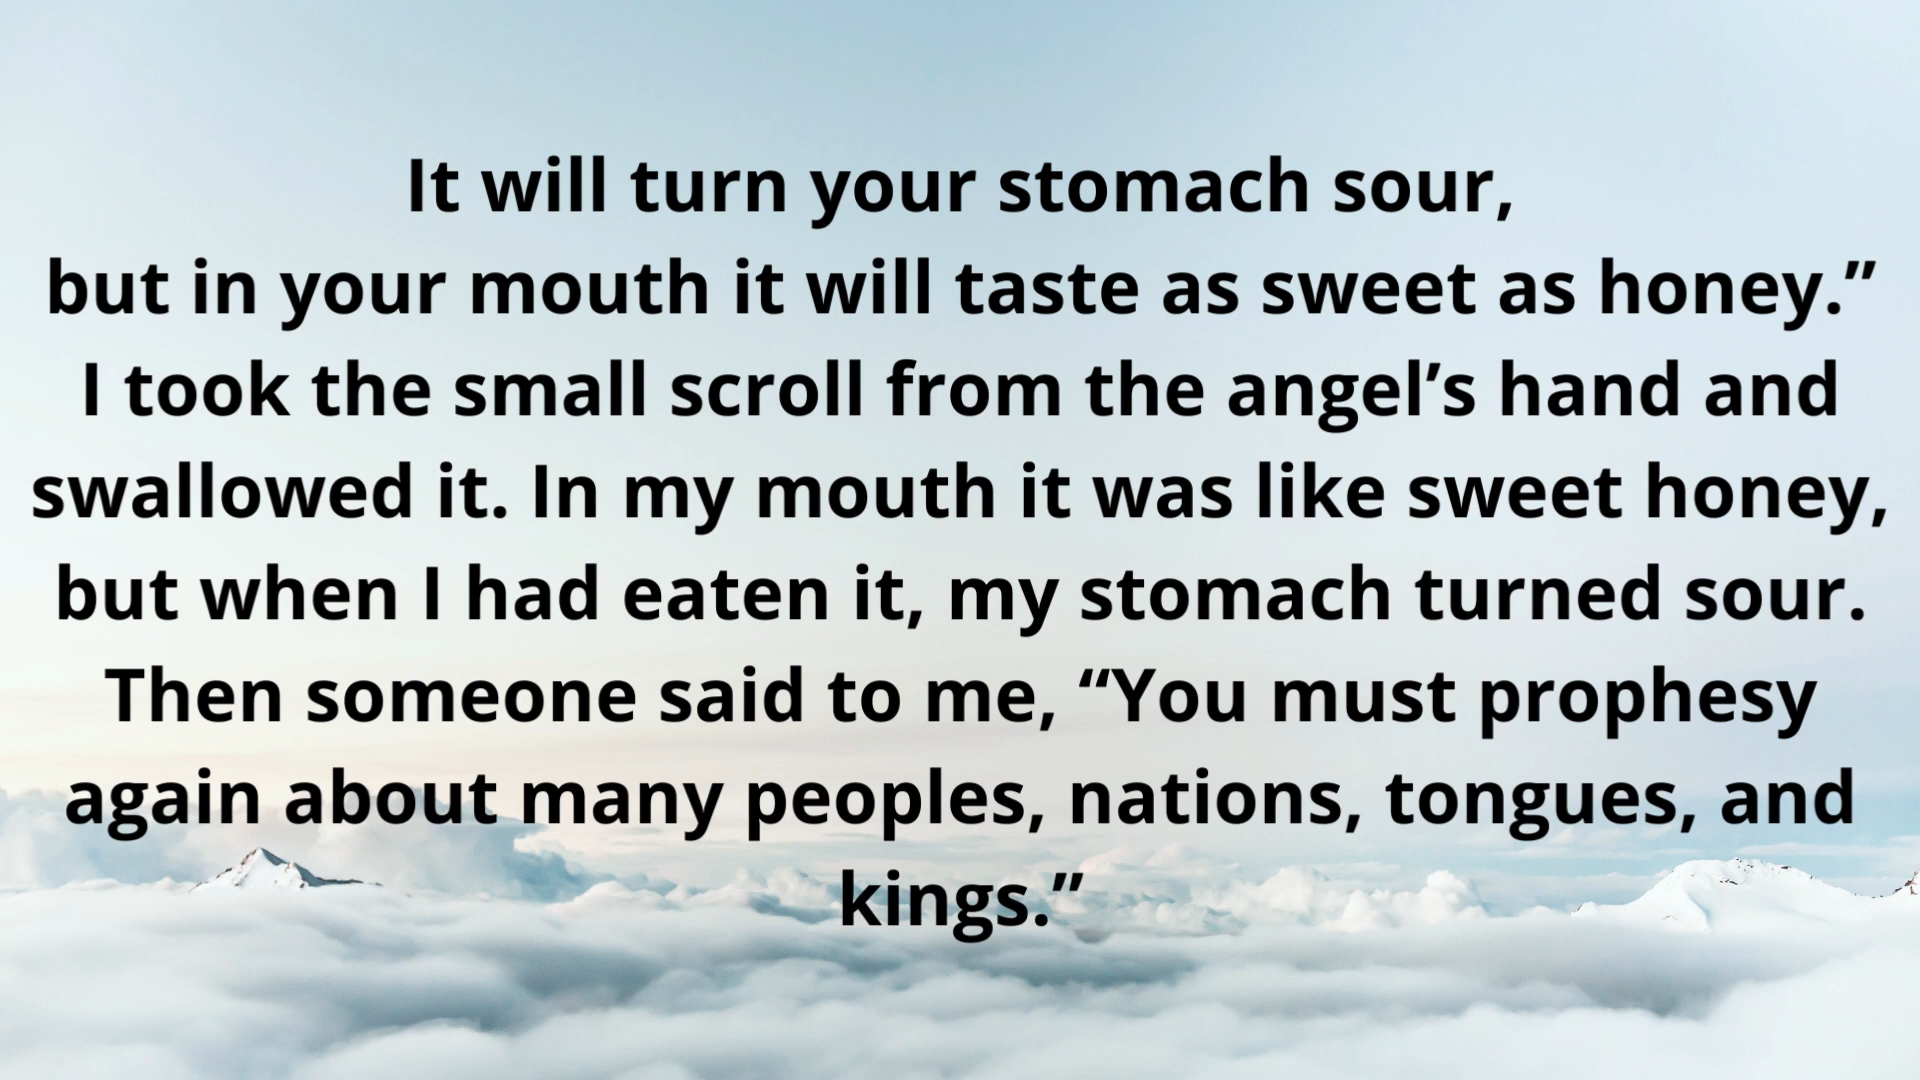 It will turn your stomach sour,
but in your mouth it will taste as sweet as honey.”
I took the small scroll from the angel’s hand and
swallowed it. In my mouth it was like sweet honey,
but when I had eaten it, my stomach turned sour.
Then someone said to me, “You must prophesy
again about many peoples, nations, tongues, and
kings.”